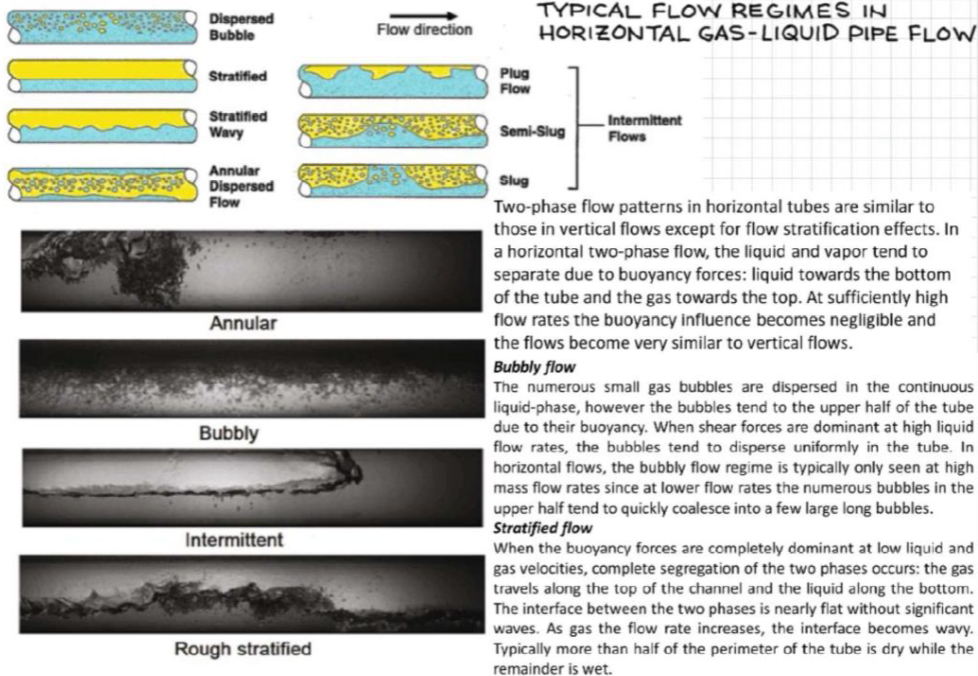 TYPICAL FLOW REGIMES IN
HORIZONTAL GAS-LIQUID PIPE FLOW
Flow direction
Dispersed
Bubble
Stratified
Stratified
Wavy
Annular
Dispersed
Flow
Plug
Flow
Semi-Slug
Slug
Intermittent
Flows
Annular
Bubbly
Intermittent
Rough stratified
Two-phase flow patterns in horizontal tubes are similar to
those in vertical flows except for flow stratification effects. In
a horizontal two-phase flow, the liquid and vapor tend to
separate due to buoyancy forces: liquid towards the bottom
of the tube and the gas towards the top. At sufficiently high
flow rates the buoyancy influence becomes negligible and
the flows become very similar to vertical flows.
Bubbly flow
The numerous small gas bubbles are dispersed in the continuous
liquid-phase, however the bubbles tend to the upper half of the tube
due to their buoyancy. When shear forces are dominant at high liquid
flow rates, the bubbles tend to disperse uniformly in the tube. In
horizontal flows, the bubbly flow regime is typically only seen at high
mass flow rates since at lower flow rates the numerous bubbles in the
upper half tend to quickly coalesce into a few large long bubbles.
Stratified flow
When the buoyancy forces are completely dominant at low liquid and
gas velocities, complete segregation of the two phases occurs: the gas
travels along the top of the channel and the liquid along the bottom.
The interface between the two phases is nearly flat without significant
waves. As gas the flow rate increases, the interface becomes wavy.
Typically more than half of the perimeter of the tube is dry while the
remainder is wet.